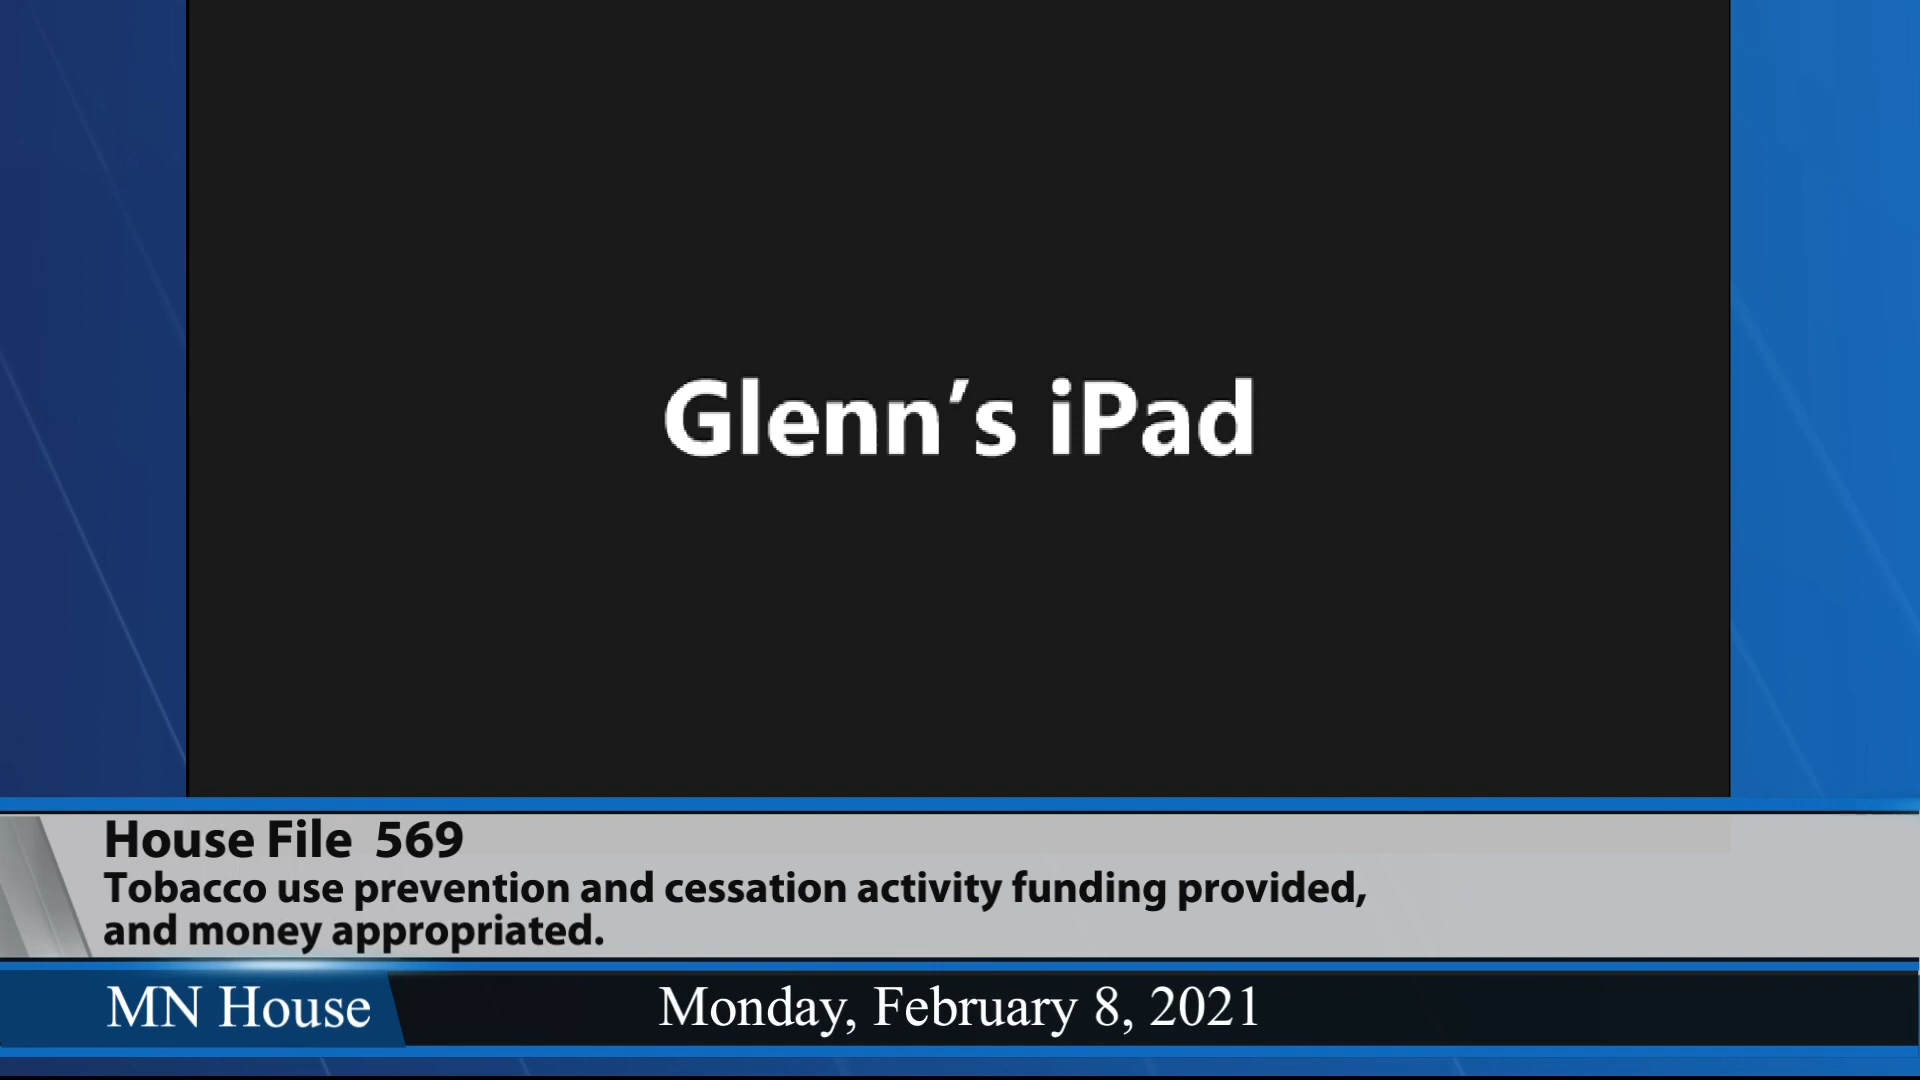 Glenn’s iPad
House File 569
Tobacco use prevention and cessation activity funding provided,
and money appropriated.
MN House
Monday, February 8, 2021